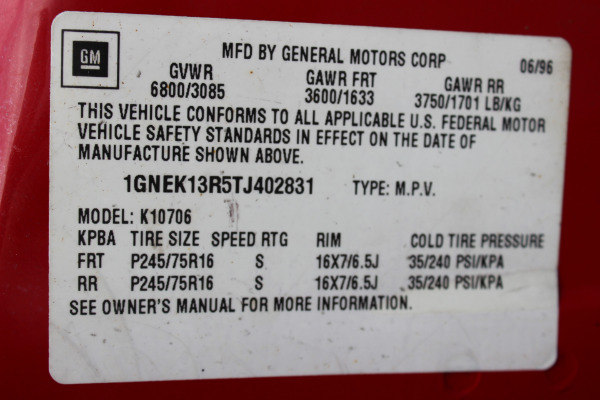 GM
MFD BY GENERAL MOTORS CORP 06/96
GVWR GAWR FRT GAWR RR
6800/3085 3600/1633 3750/1701 LB/KG
THIS VEHICLE CONFORMS TO ALL APPLICABLE U.S. FEDERAL MOTOR
VEHICLE SAFETY STANDARDS IN EFFECT ON THE DATE OF
MANUFACTURE SHOWN ABOVE.
1GNEK13R5TJ402831 TYPE: M.P.V.
MODEL: K10706
KPBA TIRE SIZE SPEED RTG RIM COLD TIRE PRESSURE
FRT P245/75R16 S 16X7/6.5J 35/240 PSI/KPA
RR P245/75R16 S 16X7/6.5J 35/240 PSI/KPA
SEE OWNER'S MANUAL FOR MORE INFORMATION.